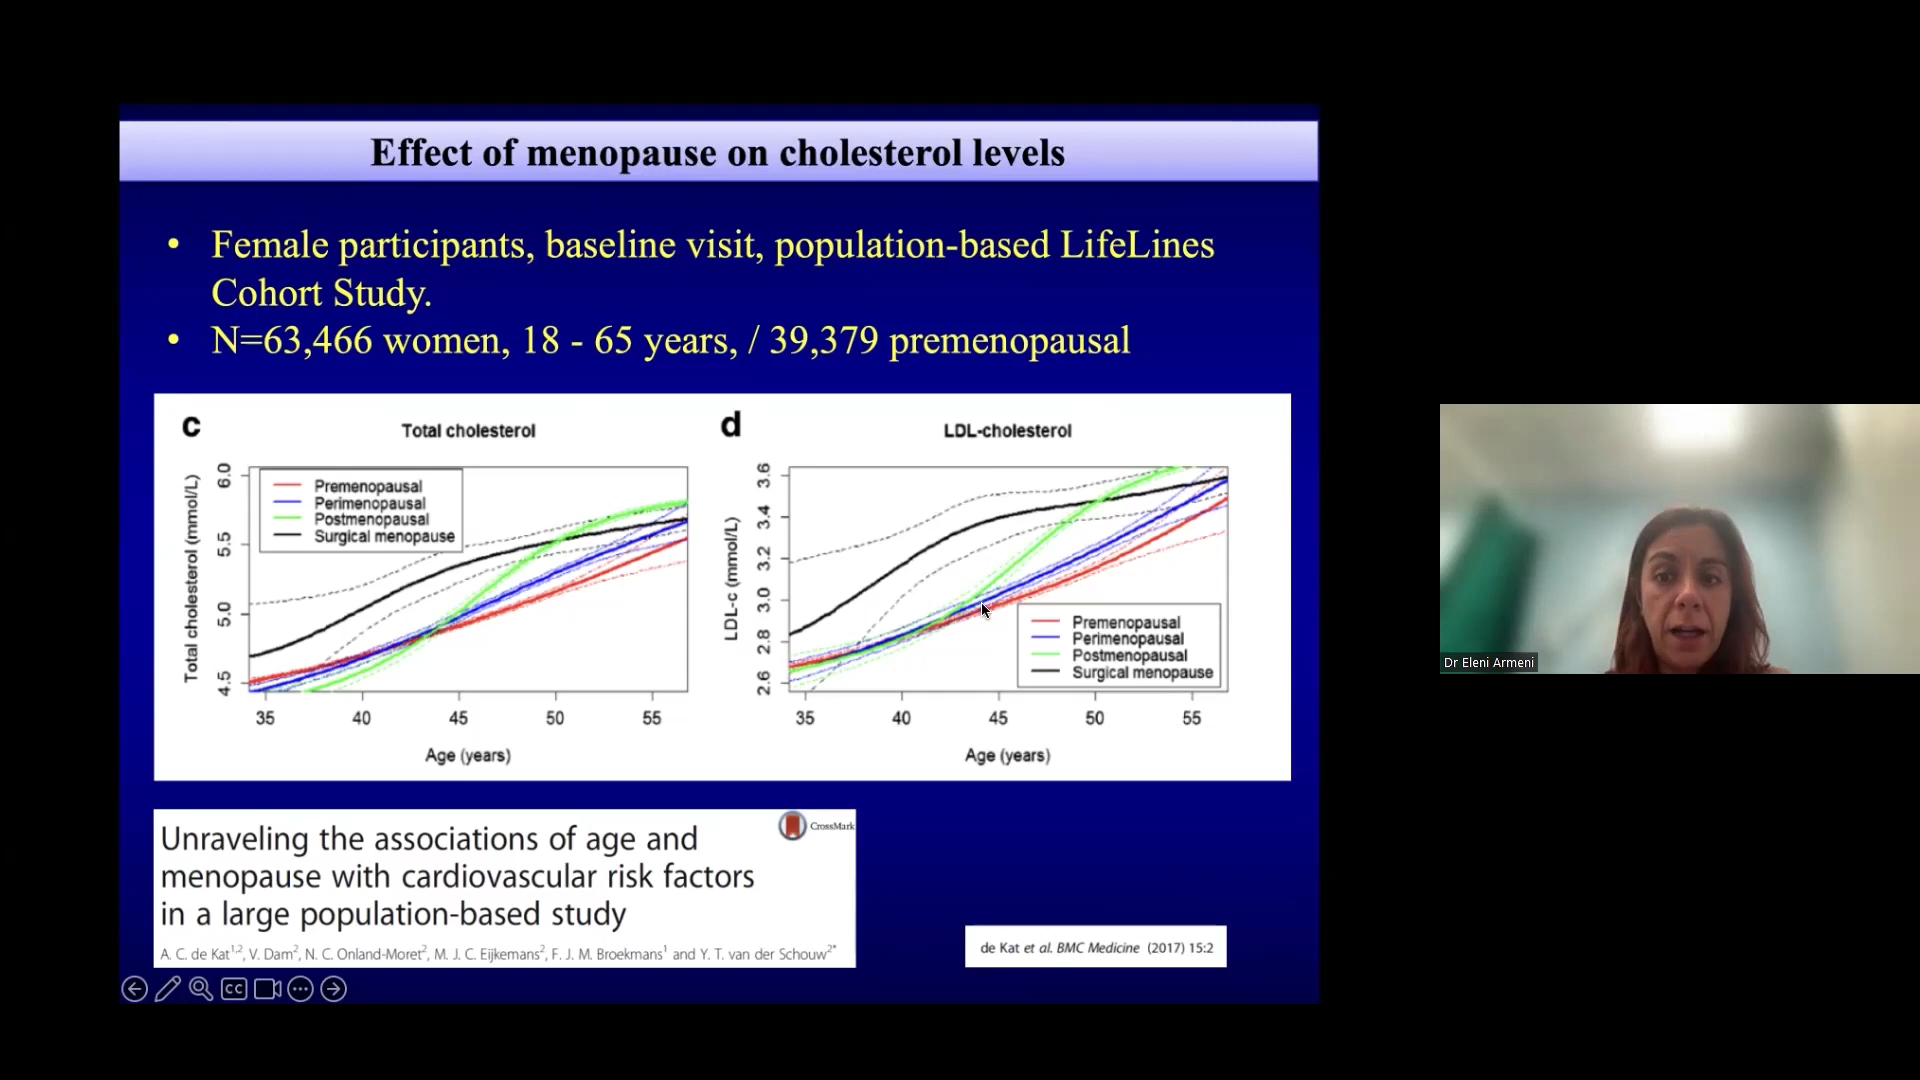 Effect of menopause on cholesterol levels
• Female participants, baseline visit, population-based LifeLines
Cohort Study.
• N=63,466 women, 18 - 65 years, / 39,379 premenopausal
c
Total cholesterol
Total cholesterol (mmol/L)
6.0
5.5
5.0
4.5
Premenopausal
Perimenopausal
Postmenopausal
Surgical menopause
35 40 45 50 55
Age (years)
d
LDL-cholesterol
LDL-c (mmol/L)
3.6
3.4
3.2
3.0
2.8
2.6
Premenopausal
Perimenopausal
Postmenopausal
Surgical menopause
35 40 45 50 55
Age (years)
Dr Eleni Armeni
CrossMark
Unraveling the associations of age and
menopause with cardiovascular risk factors
in a large population-based study
A. C. de Kat1,2, V. Dam2, N. C. Onland-Moret2, M. J. C. Eijkemans2, F. J. M. Broekmans1 and Y. T. van der Schouw2*
de Kat et al. BMC Medicine (2017) 15:2
CC